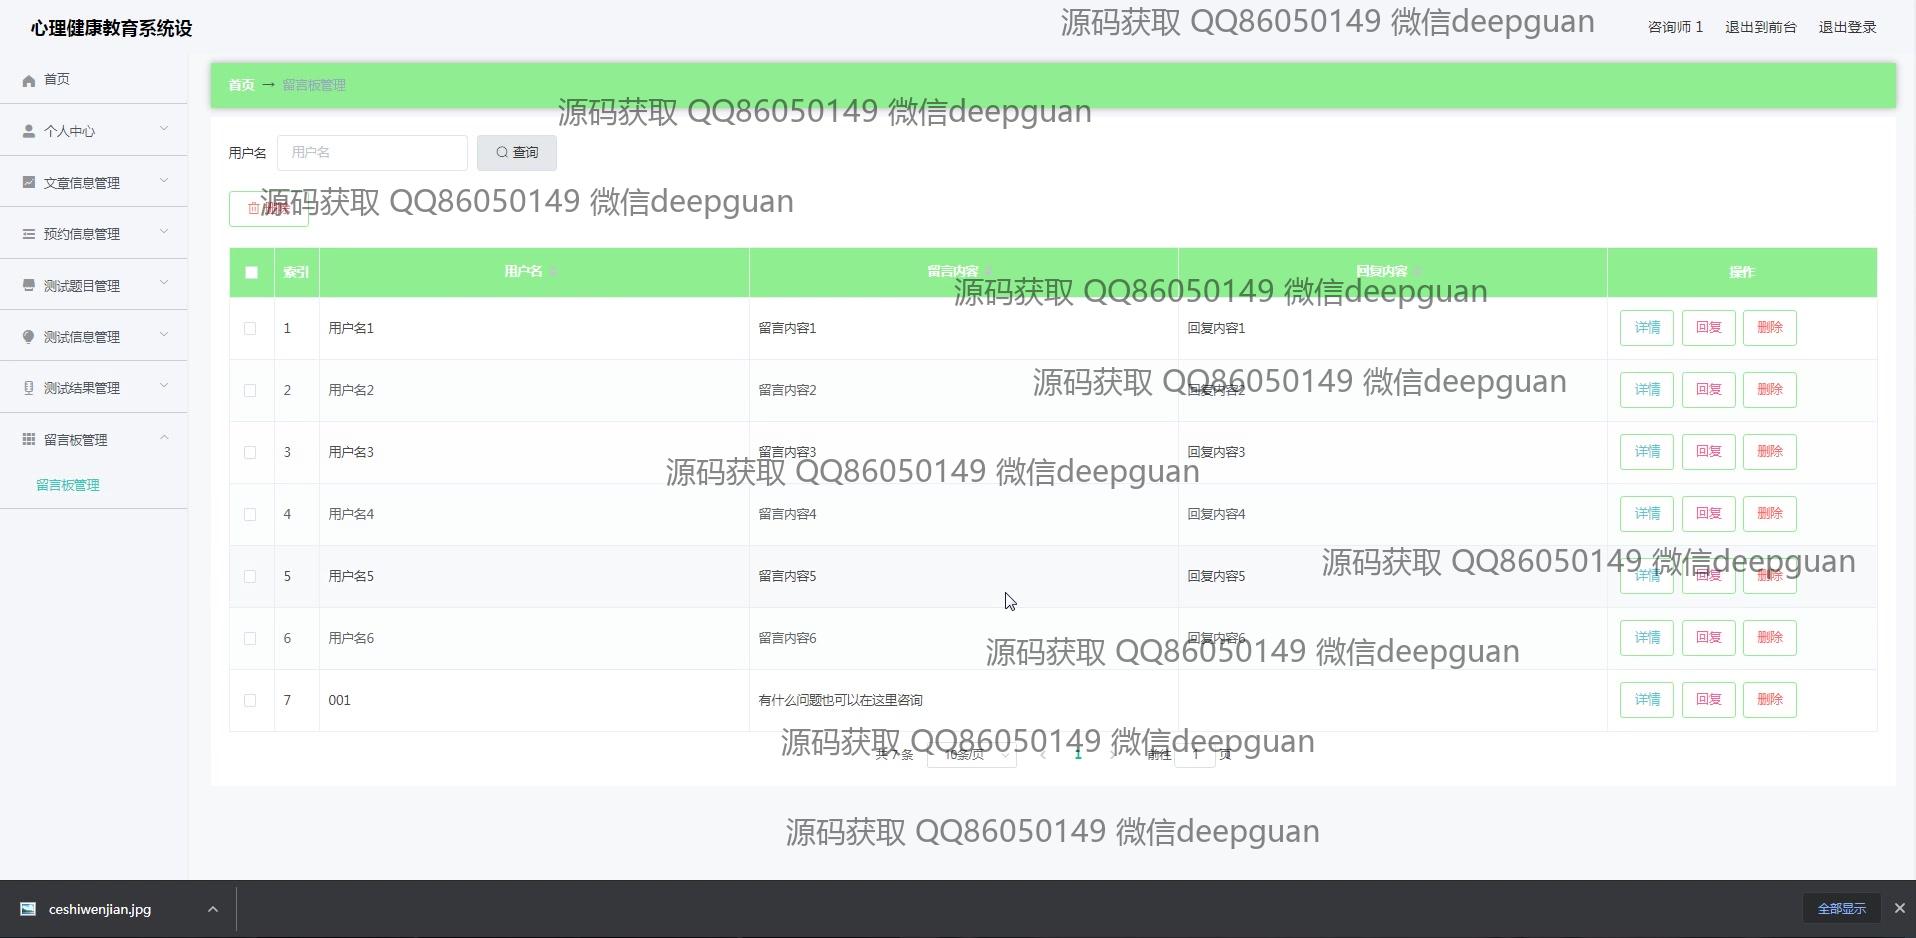 心理健康教育系统设
源码获取 QQ86050149 微信deepguan
咨询师 1 退出到前台 退出登录
首页
个人中心
文章信息管理
预约信息管理
测试题目管理
测试信息管理
测试结果管理
留言板管理
留言板管理
首页 → 留言板管理
源码获取 QQ86050149 微信deepguan
用户名 用户名 查询
删除
源码获取 QQ86050149 微信deepguan
索引 用户名 留言内容 回复内容 操作
源码获取 QQ86050149 微信deepguan
1 用户名1 留言内容1 回复内容1 详情 回复 删除
源码获取 QQ86050149 微信deepguan
2 用户名2 留言内容2 回复内容2 详情 回复 删除
3 用户名3 留言内容3 回复内容3 详情 回复 删除
源码获取 QQ86050149 微信deepguan
4 用户名4 留言内容4 回复内容4 详情 回复 删除
源码获取 QQ86050149 微信deepguan
5 用户名5 留言内容5 回复内容5 详情 回复 删除
6 用户名6 留言内容6 回复内容6 详情 回复 删除
源码获取 QQ86050149 微信deepguan
7 001 有什么问题也可以在这里咨询 详情 回复 删除
源码获取 QQ86050149 微信deepguan
共 7 条 10条/页 1 前往 1 页
源码获取 QQ86050149 微信deepguan
ceshiwenjian.jpg 全部显示